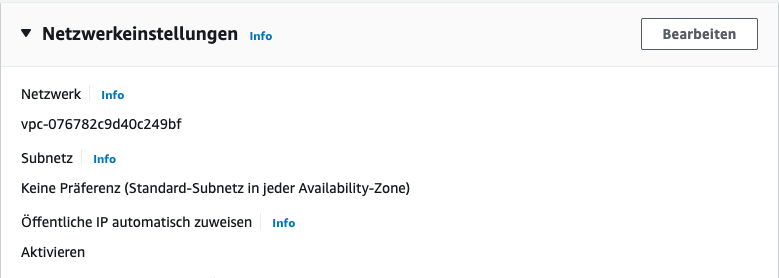 Netzwerkeinstellungen Info Bearbeiten
Netzwerk Info
vpc-076782c9d40c249bf
Subnetz Info
Keine Präferenz (Standard-Subnetz in jeder Availability-Zone)
Öffentliche IP automatisch zuweisen Info
Aktivieren